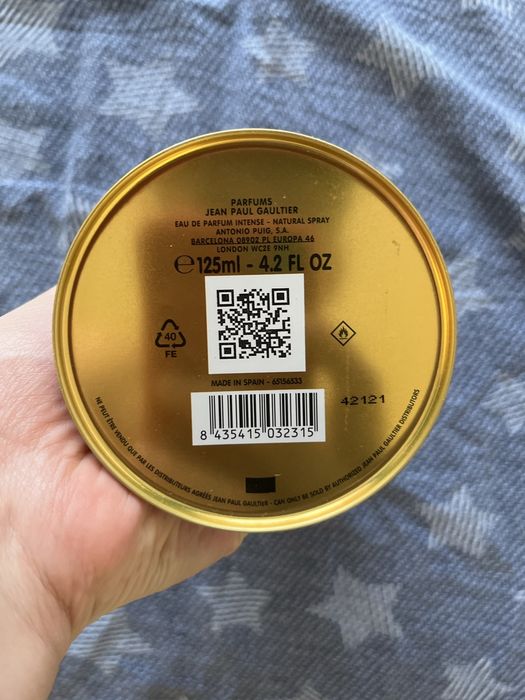 PARFUMS
JEAN PAUL GAULTIER
EAU DE PARFUM INTENSE - NATURAL SPRAY
ANTONIO PUIG, S.A.
BARCELONA 08902 PL EUROPA 46
LONDON WC2E 9NH
℮125ml - 4.2 FL OZ
40
FE
MADE IN SPAIN - 65156533
8 435415 032315
42121
NE PEUT ÊTRE VENDU QUE PAR LES DISTRIBUTEURS AGRÉÉS JEAN PAUL GAULTIER - CAN ONLY BE SOLD BY AUTHORIZED JEAN PAUL GAULTIER DISTRIBUTORS